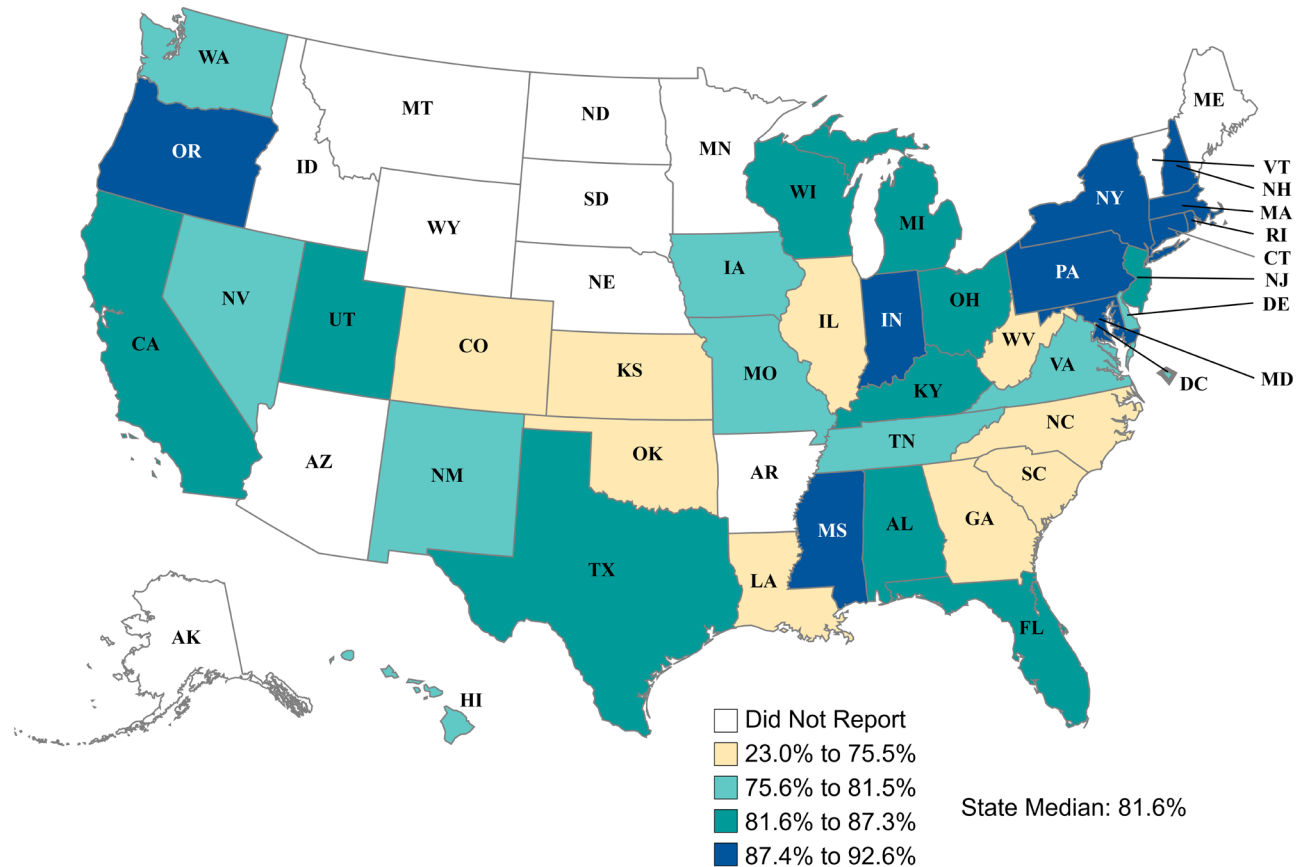 WA
MT
ND
MN
ME
OR
ID
SD
WI
NY
VT
NH
MA
RI
CT
WY
MI
PA
NJ
IA
NE
DE
NV
UT
CO
IL
IN
OH
CA
KS
MO
WV
VA
MD
KY
DC
AZ
NM
OK
AR
TN
NC
SC
MS
AL
GA
TX
LA
FL
AK
HI
Did Not Report
23.0% to 75.5%
75.6% to 81.5%
81.6% to 87.3%
87.4% to 92.6%
State Median: 81.6%